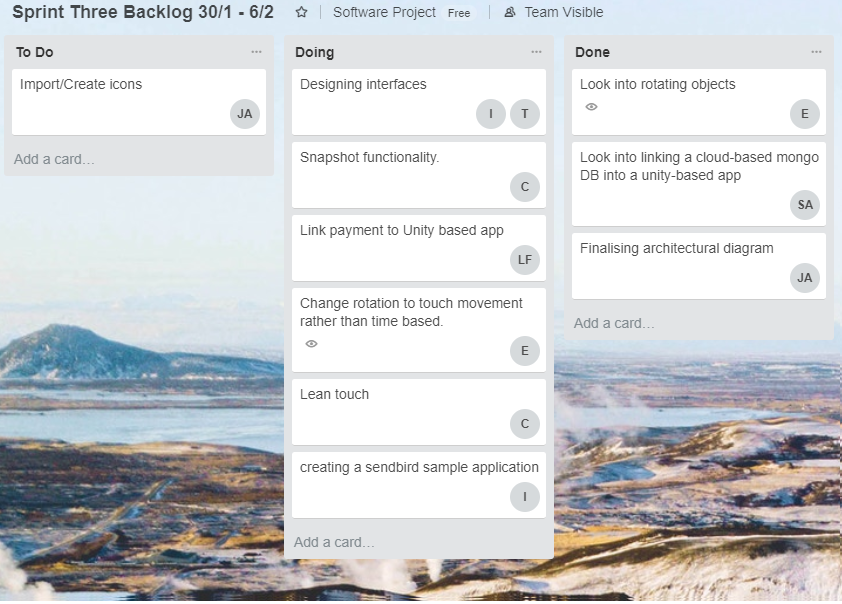 Sprint Three Backlog 30/1 - 6/2
Software Project
Free
Team Visible
To Do
Import/Create icons
JA
Add a card...
Doing
Designing interfaces
I
T
Snapshot functionality.
C
Link payment to Unity based app
LF
Change rotation to touch movement
rather than time based.
E
Lean touch
C
creating a sendbird sample application
I
Add a card...
Done
Look into rotating objects
E
Look into linking a cloud-based mongo
DB into a unity-based app
SA
Finalising architectural diagram
JA
Add a card...